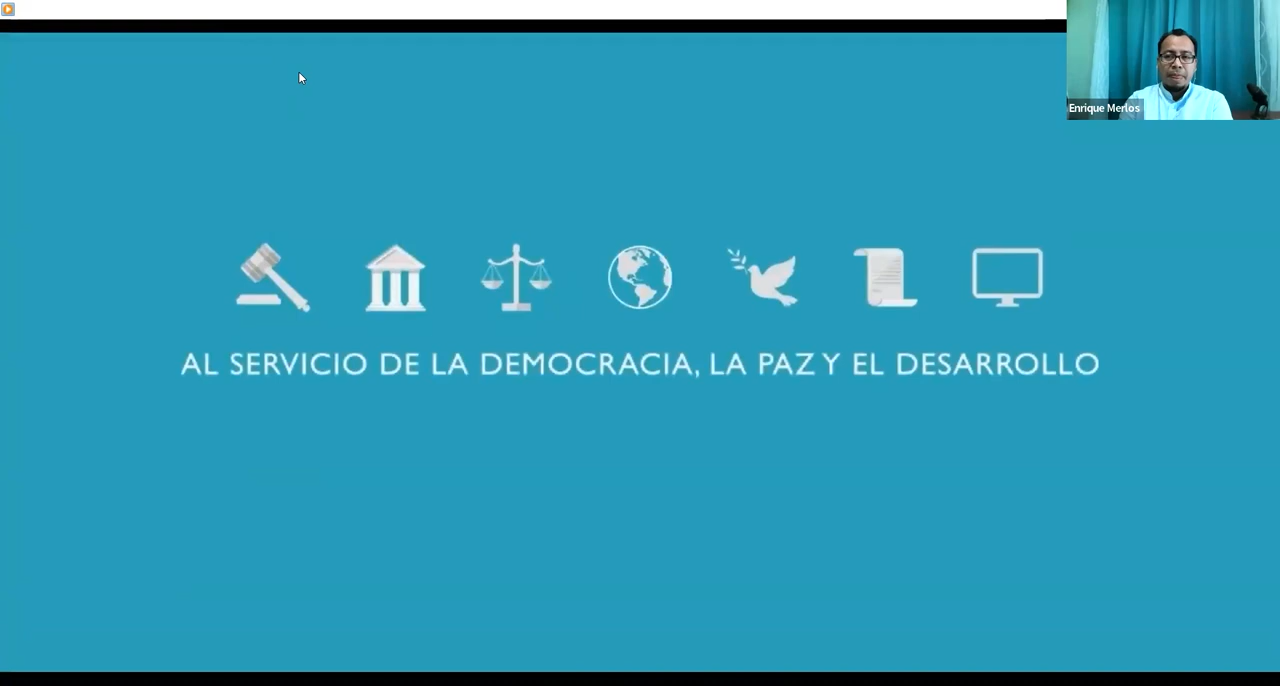 Enrique Merlos
AL SERVICIO DE LA DEMOCRACIA, LA PAZ Y EL DESARROLLO